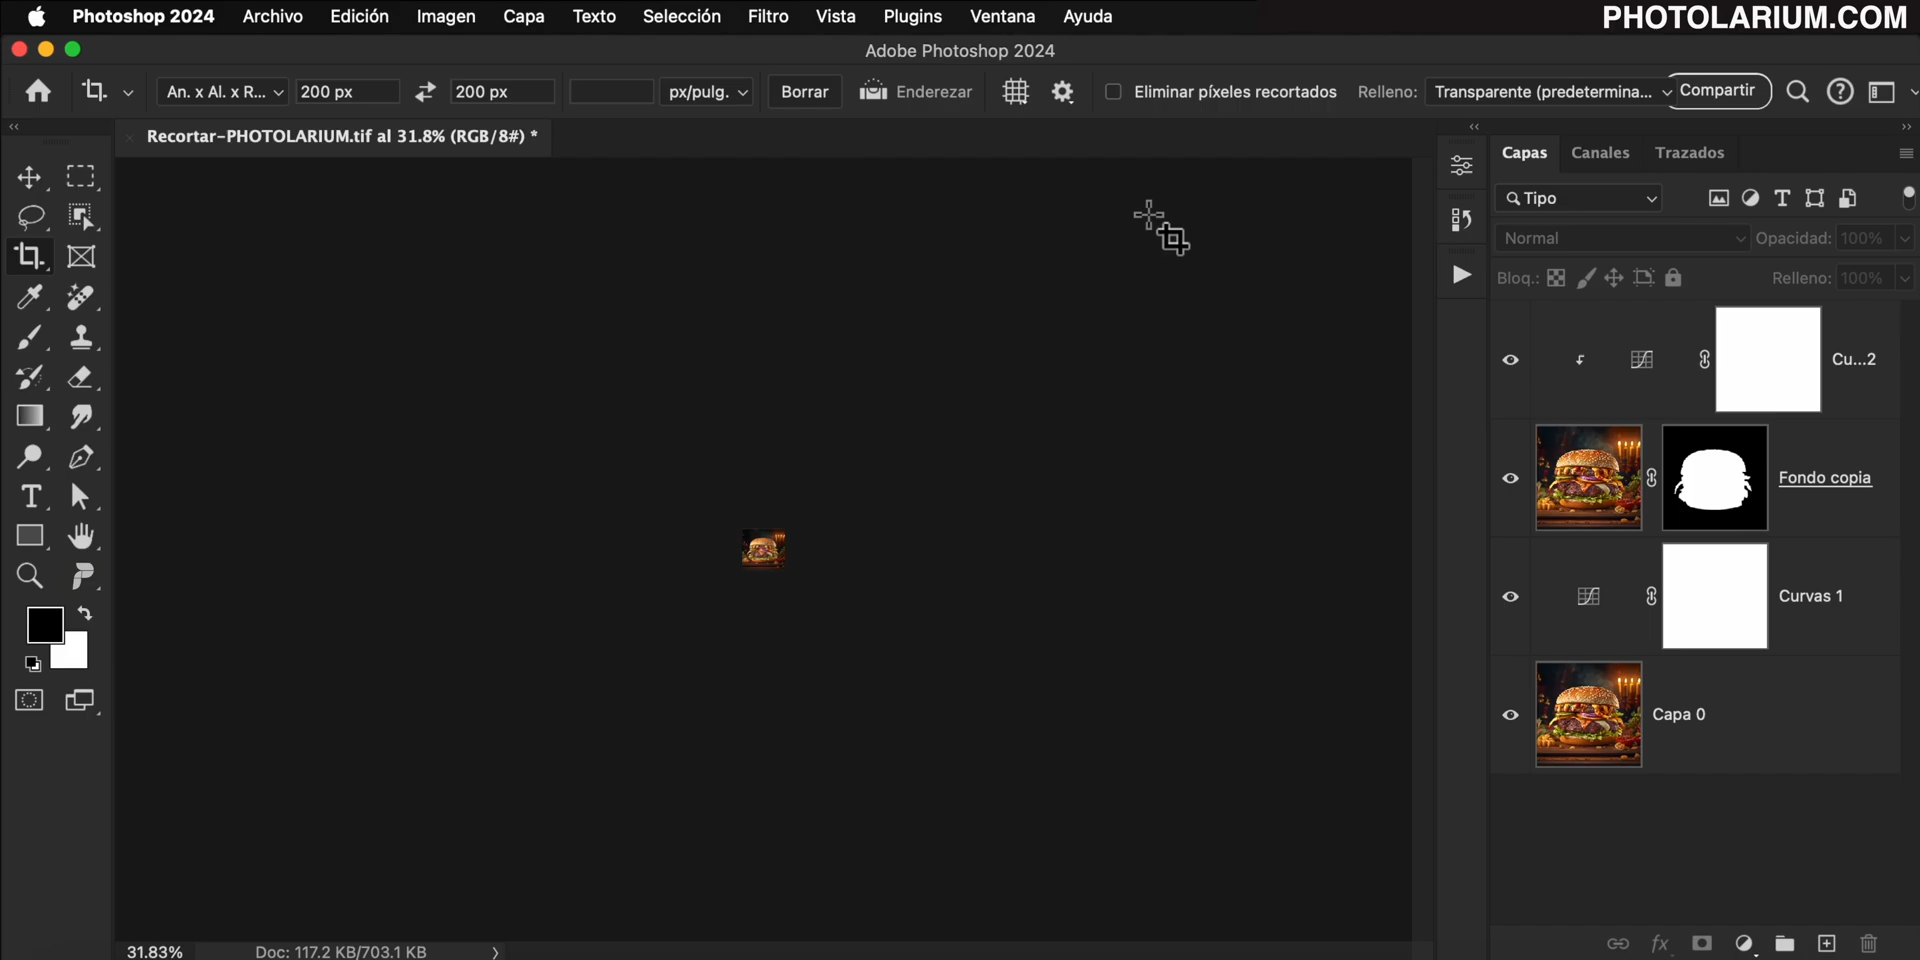 Photoshop 2024 Archivo Edición Imagen Capa Texto Selección Filtro Vista Plugins Ventana Ayuda PHOTOLARIUM.COM
Adobe Photoshop 2024
An. x Al. x R... 200 px 200 px px/pulg. Borrar Enderezar Eliminar píxeles recortados Relleno: Transparente (predetermina... Compartir
Recortar-PHOTOLARIUM.tif al 31.8% (RGB/8#) *
Capas Canales Trazados
Tipo
Normal Opacidad: 100%
Bloq.: Relleno: 100%
Cu...2
Fondo copia
Curvas 1
Capa 0
31.83% Doc: 117.2 KB/703.1 KB